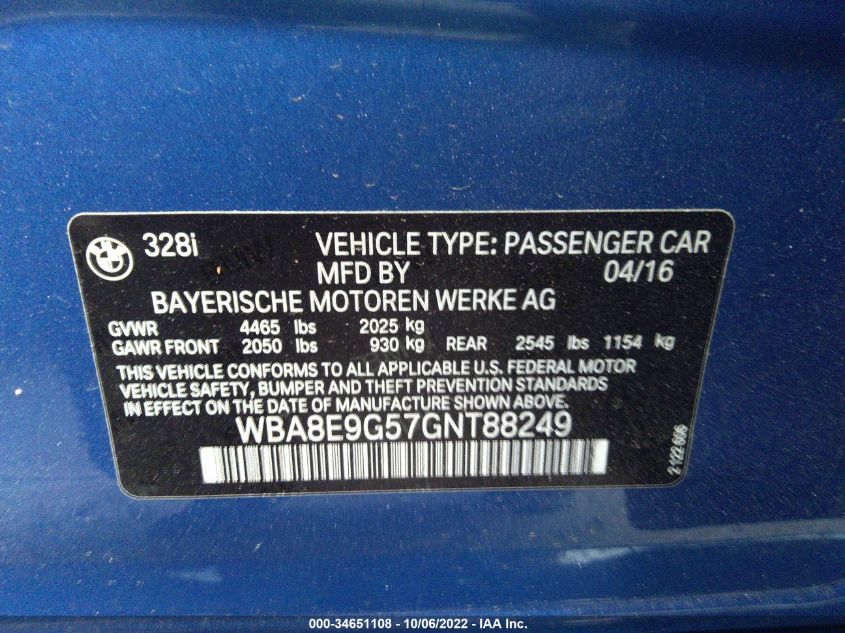 328i VEHICLE TYPE: PASSENGER CAR
MFD BY 04/16
BAYERISCHE MOTOREN WERKE AG
GVWR 4465 lbs 2025 kg
GAWR FRONT 2050 lbs 930 kg REAR 2545 lbs 1154 kg
THIS VEHICLE CONFORMS TO ALL APPLICABLE U.S. FEDERAL MOTOR
VEHICLE SAFETY, BUMPER AND THEFT PREVENTION STANDARDS
IN EFFECT ON THE DATE OF MANUFACTURE SHOWN ABOVE.
WBA8E9G57GNT88249
2 122 606
000-34651108 - 10/06/2022 - IAA Inc.